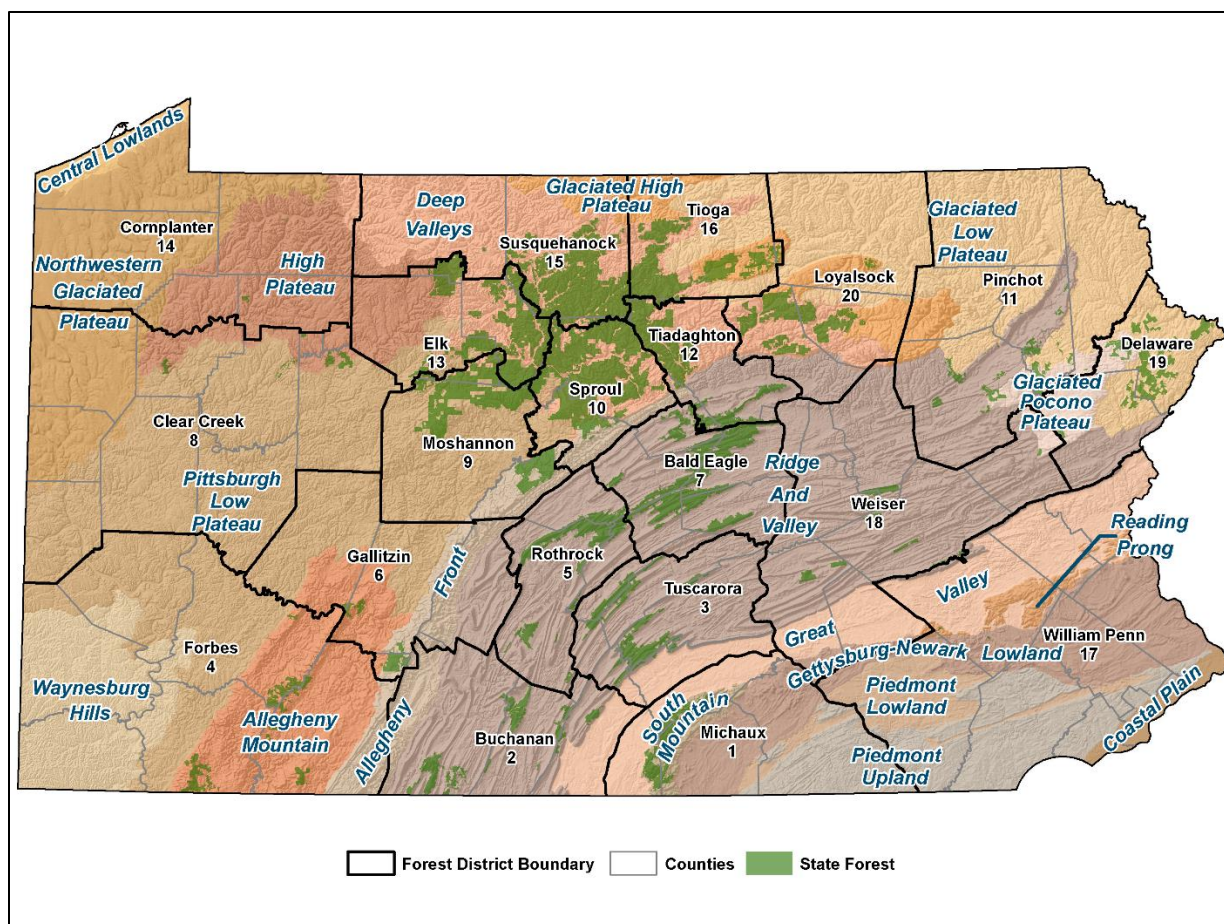 Central Lowlands
Cornplanter
14
Northwestern
Glaciated
Plateau
High
Plateau
Deep
Valleys
Susquehanock
15
Glaciated High
Plateau
Tioga
16
Loyalsock
20
Glaciated
Low
Plateau
Pinchot
11
Delaware
19
Glaciated
Pocono
Plateau
Elk
13
Tiadaghton
12
Sproul
10
Clear Creek
8
Moshannon
9
Pittsburgh
Low
Plateau
Bald Eagle
7
Ridge
And
Valley
Weiser
18
Reading
Prong
Gallitzin
6
Front
Rothrock
5
Tuscarora
3
Great
Valley
Forbes
4
Waynesburg
Hills
Allegheny
Mountain
Allegheny
Buchanan
2
South
Mountain
Michaux
1
Gettysburg-Newark
Lowland
William Penn
17
Piedmont
Lowland
Piedmont
Upland
Coastal Plain
Forest District Boundary
Counties
State Forest